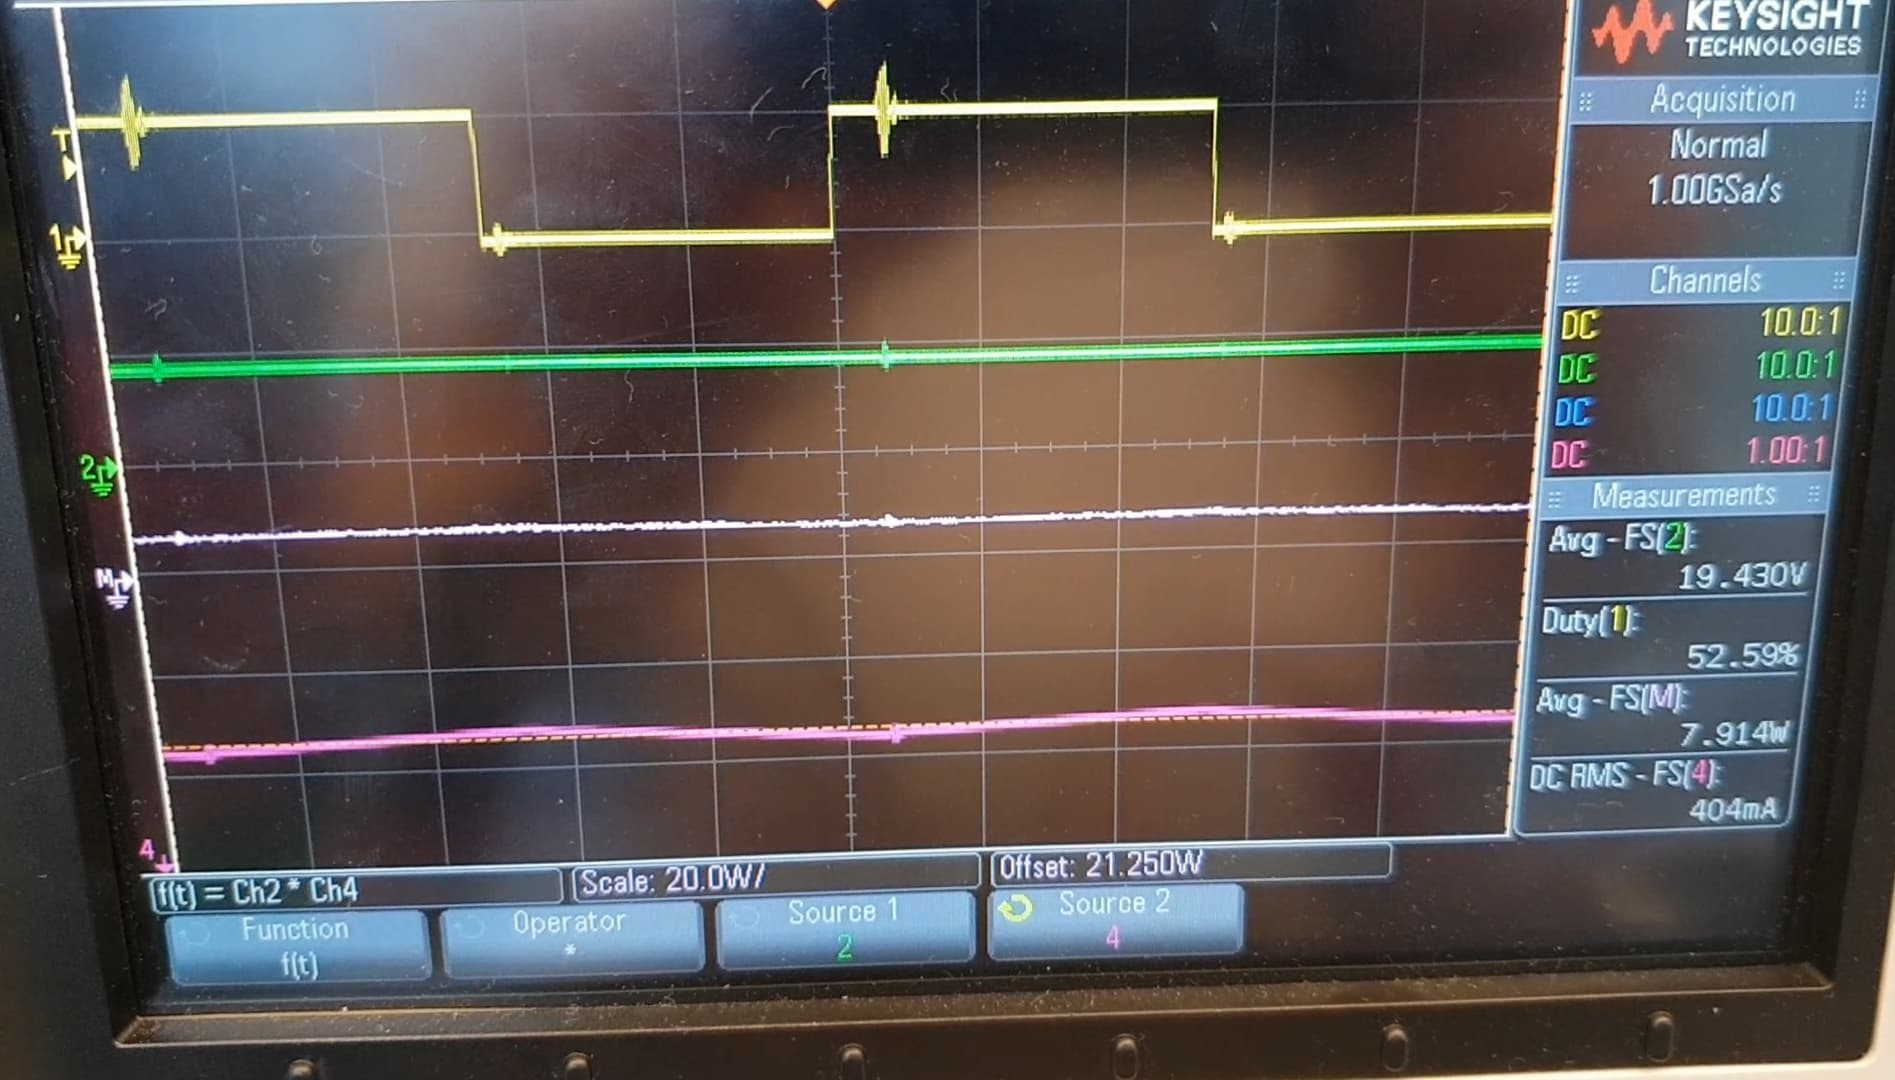 KEYSIGHT
TECHNOLOGIES
Acquisition
Normal
1.00GSa/s
Channels
DC 10.0:1
DC 10.0:1
DC 10.0:1
DC 1.00:1
Measurements
Avg - FS(2):
19.430V
Duty(1):
52.59%
Avg - FS(M):
7.914W
DC RMS - FS(4):
404mA
T
1
2
M
4
f(t) = Ch2 * Ch4
Scale: 20.0W/
Offset: 21.250W
Function
f(t)
Operator
*
Source 1
2
Source 2
4